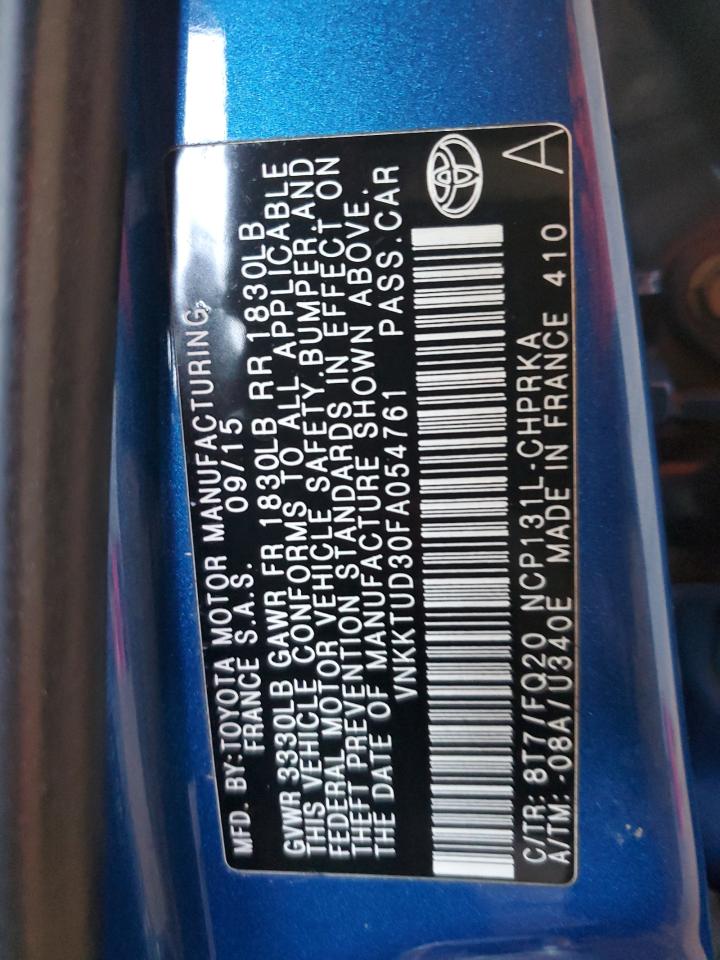 MFD. BY: TOYOTA MOTOR MANUFACTURING,
FRANCE S.A.S. 09/15
GVWR 3330LB GAWR FR 1830LB RR 1830LB
THIS VEHICLE CONFORMS TO ALL APPLICABLE
FEDERAL MOTOR VEHICLE SAFETY, BUMPER, AND
THEFT PREVENTION STANDARDS IN EFFECT ON
THE DATE OF MANUFACTURE SHOWN ABOVE.
VNKKTUD30FA054761 PASS.CAR
C/TR: 8T7/FQ20 NCP131L-CHPRKA
A/TM: -08A/U340E MADE IN FRANCE 410
A